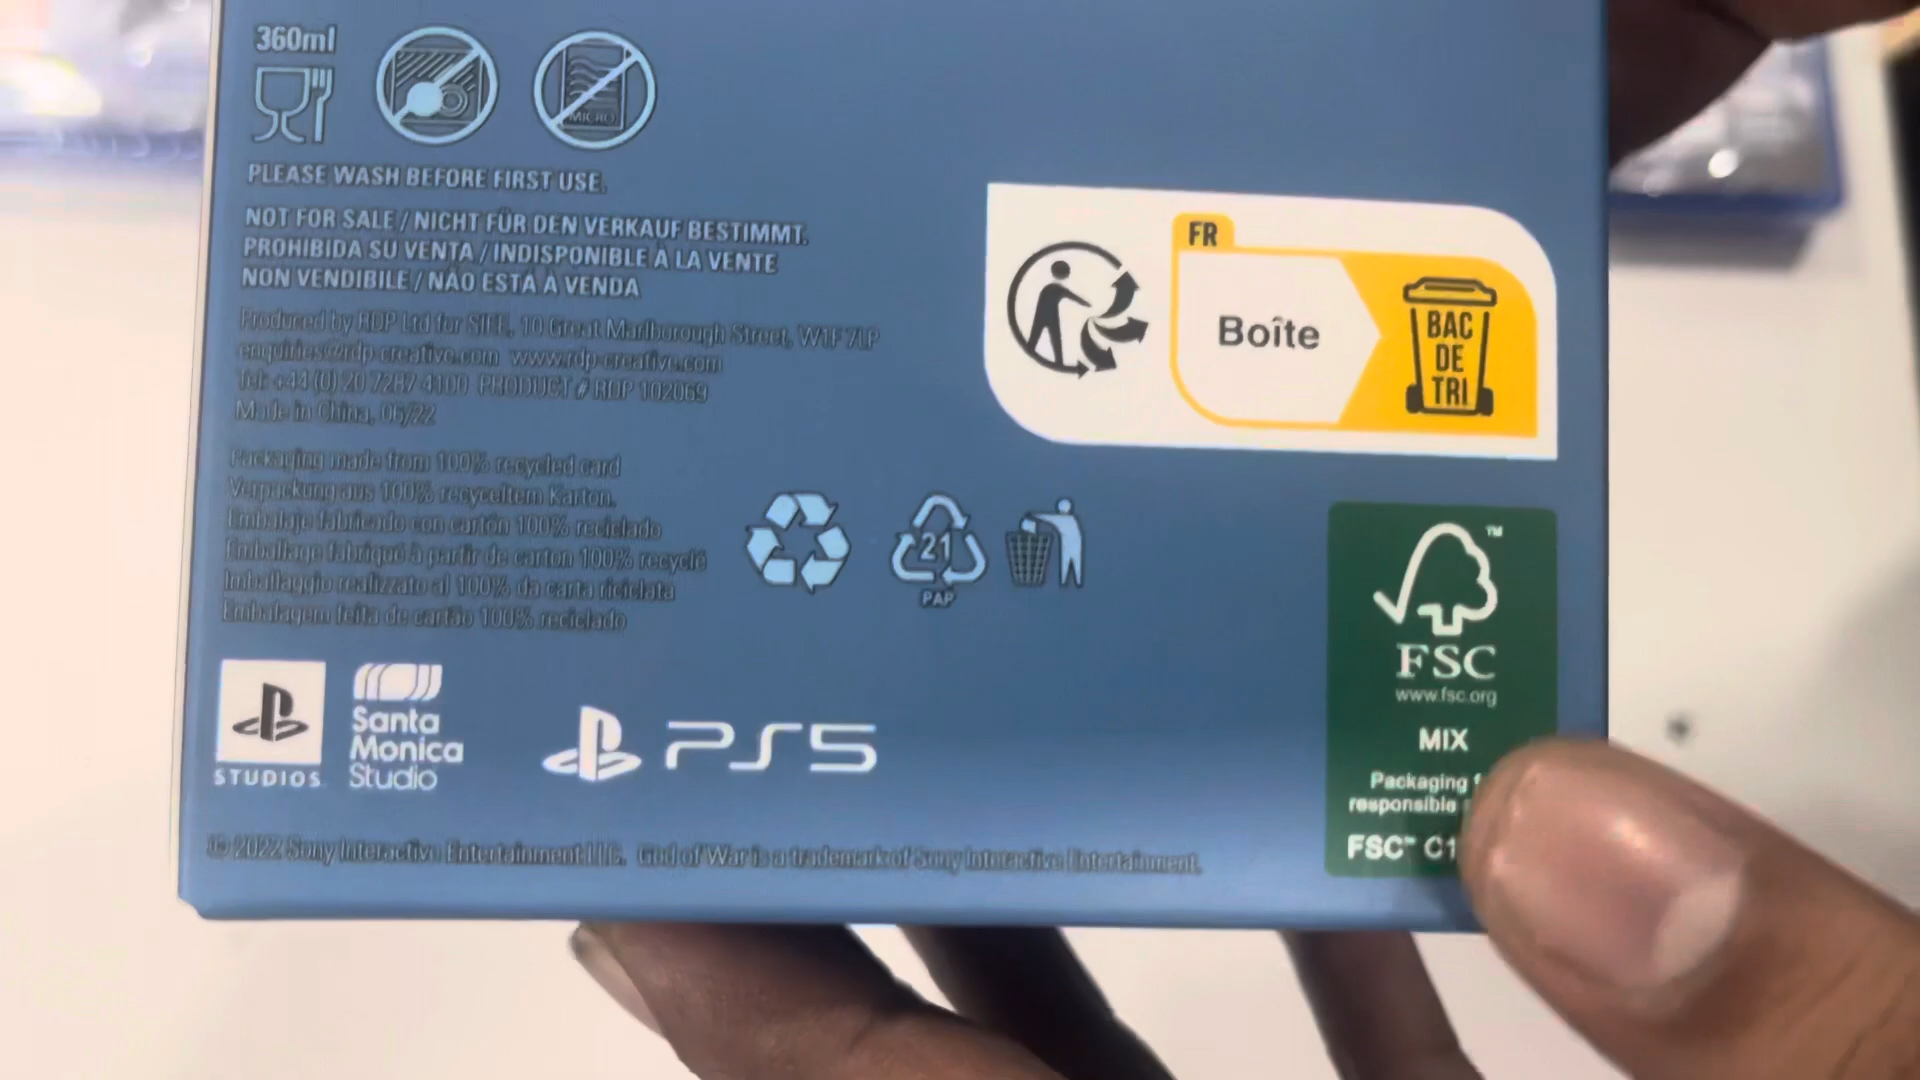 360ml
MICRO
PLEASE WASH BEFORE FIRST USE.
NOT FOR SALE / NICHT FÜR DEN VERKAUF BESTIMMT.
PROHIBIDA SU VENTA / INDISPONIBLE À LA VENTE
NON VENDIBILE / NÃO ESTÁ À VENDA
Produced by RDP Ltd for SIEE, 10 Great Marlborough Street, W1F 7LP
enquiries@rdp-creative.com www.rdp-creative.com
Tel: +44 (0) 20 7287 4100 PRODUCT # RDP 102069
Made in China, 06/22
Packaging made from 100% recycled card
Verpackung aus 100% recyceltem Karton.
Embalaje fabricado con cartón 100% reciclado
Emballage fabriqué à partir de carton 100% recyclé
Imballaggio realizzato al 100% da carta riciclata
Embalagem feita de cartão 100% reciclado
21
PAP
FR
Boîte
BAC
DE
TRI
FSC
www.fsc.org
MIX
Packaging
responsible
FSC™ C1
STUDIOS
Santa
Monica
Studio
PS5
© 2022 Sony Interactive Entertainment LLC. God of War is a trademark of Sony Interactive Entertainment.